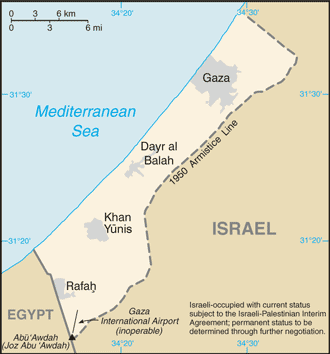 34°20'
34°30'
0 3 6 km
0 3 6 mi
Gaza
31°30'
31°30'
Mediterranean
Sea
Dayr al
Balah
1950 Armistice Line
Khan
Yūnis
ISRAEL
31°20'
31°20'
Rafaḩ
Gaza
International Airport
(inoperable)
EGYPT
Abū 'Awdah
(Joz Abu 'Awdah)
Israeli-occupied with current status
subject to the Israeli-Palestinian Interim
Agreement; permanent status to be
determined through further negotiation.
34°20'
34°30'